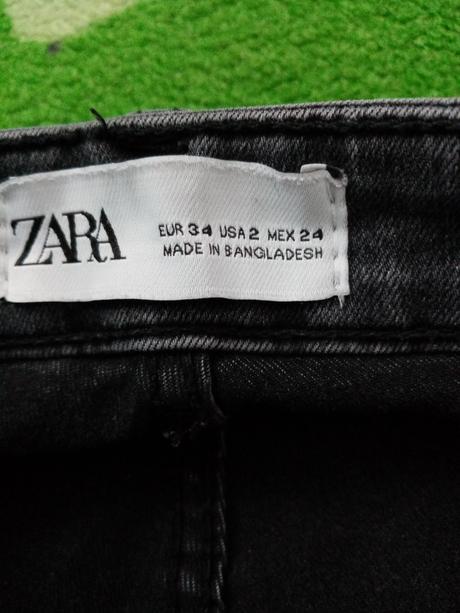 ZARA
EUR 34 USA 2 MEX 24
MADE IN BANGLADESH